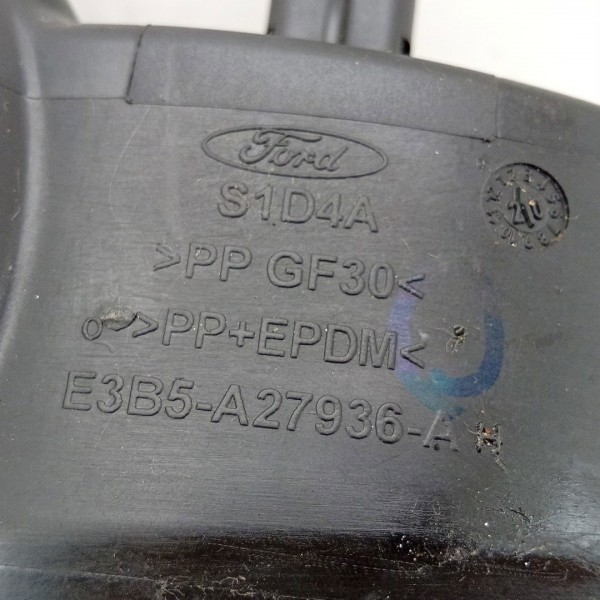 Ford
S1D4A
>PP GF30<
>PP+EPDM<
E3B5-A27936-A